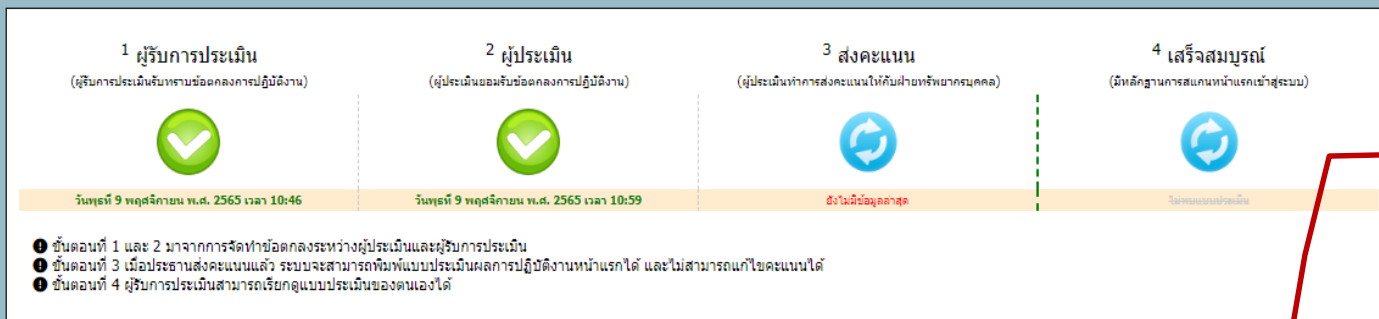 1 ผู้รับการประเมิน
(ผู้รับการประเมินรับทราบข้อตกลงการปฏิบัติงาน)
2 ผู้ประเมิน
(ผู้ประเมินยอมรับข้อตกลงการปฏิบัติงาน)
3 ส่งคะแนน
(ผู้ประเมินทำการส่งคะแนนให้กับฝ่ายทรัพยากรบุคคล)
4 เสร็จสมบูรณ์
(มีหลักฐานการสแกนหน้าแรกเข้าสู่ระบบ)
วันพุธที่ 9 พฤศจิกายน พ.ศ. 2565 เวลา 10:46
วันพุธที่ 9 พฤศจิกายน พ.ศ. 2565 เวลา 10:59
ยังไม่มีข้อมูลล่าสุด
ไม่พบแบบประเมิน
ขั้นตอนที่ 1 และ 2 มาจากการจัดทำข้อตกลงระหว่างผู้ประเมินและผู้รับการประเมิน
ขั้นตอนที่ 3 เมื่อประธานส่งคะแนนแล้ว ระบบจะสามารถพิมพ์แบบประเมินผลการปฏิบัติงานหน้าแรกได้ และไม่สามารถแก้ไขคะแนนได้
ขั้นตอนที่ 4 ผู้รับการประเมินสามารถเรียกดูแบบประเมินของตนเองได้